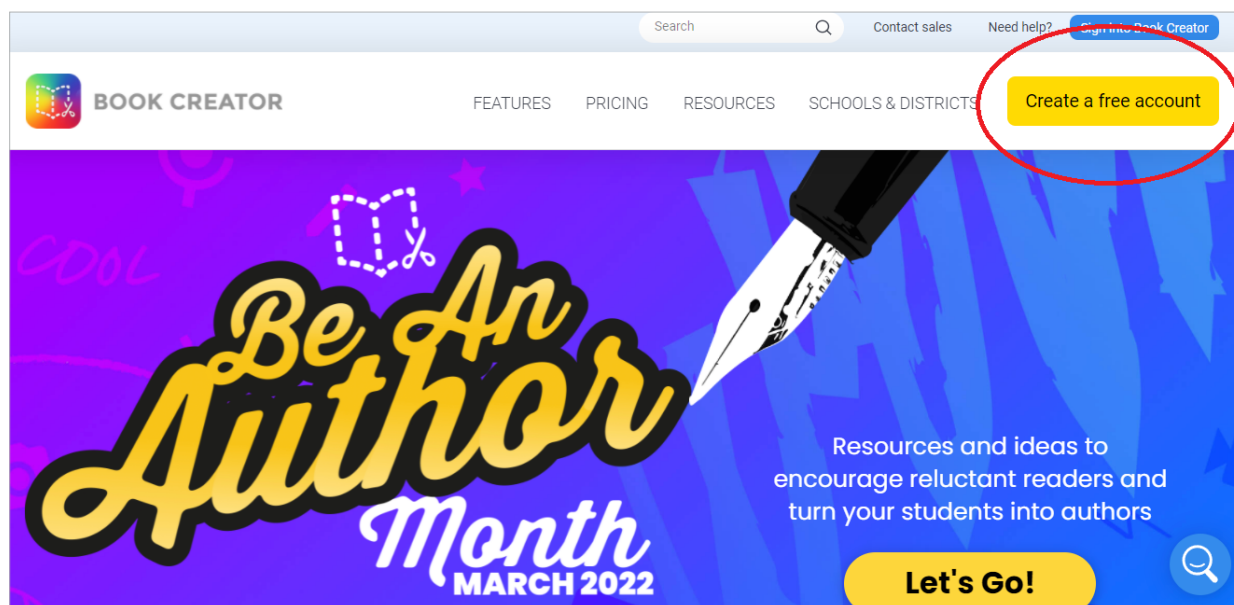 Search
Contact sales
Need help?
Sign into Book Creator
BOOK CREATOR
FEATURES
PRICING
RESOURCES
SCHOOLS & DISTRICTS
Create a free account
COOL
Be An
Author
Month
MARCH 2022
Resources and ideas to
encourage reluctant readers and
turn your students into authors
Let's Go!